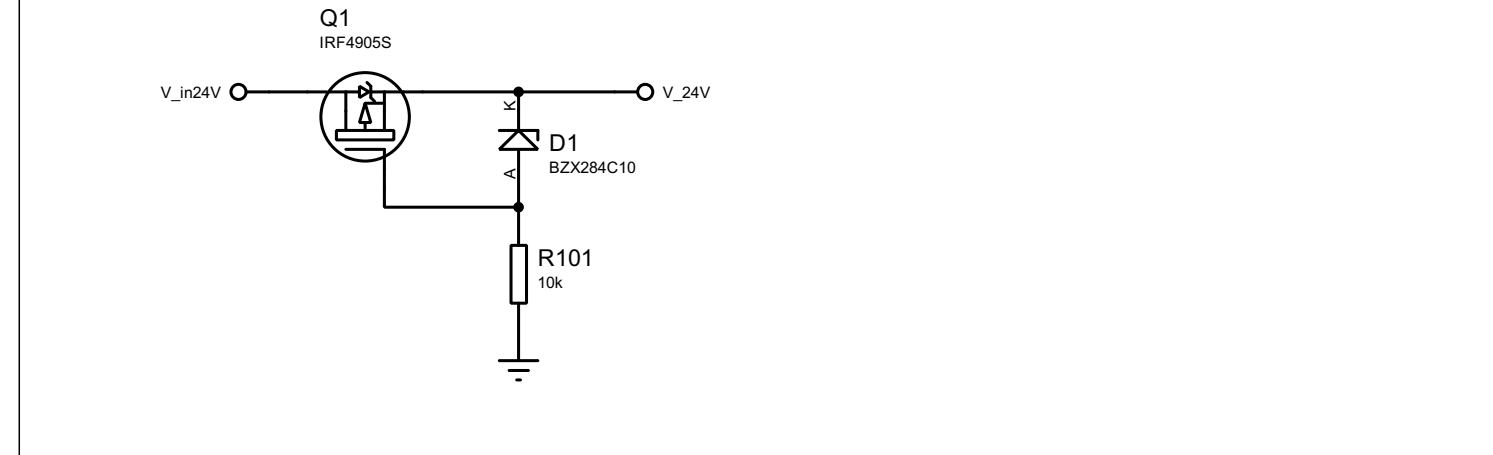 Q1
IRF4905S
V_in24V
V_24V
K
D1
BZX284C10
A
R101
10k